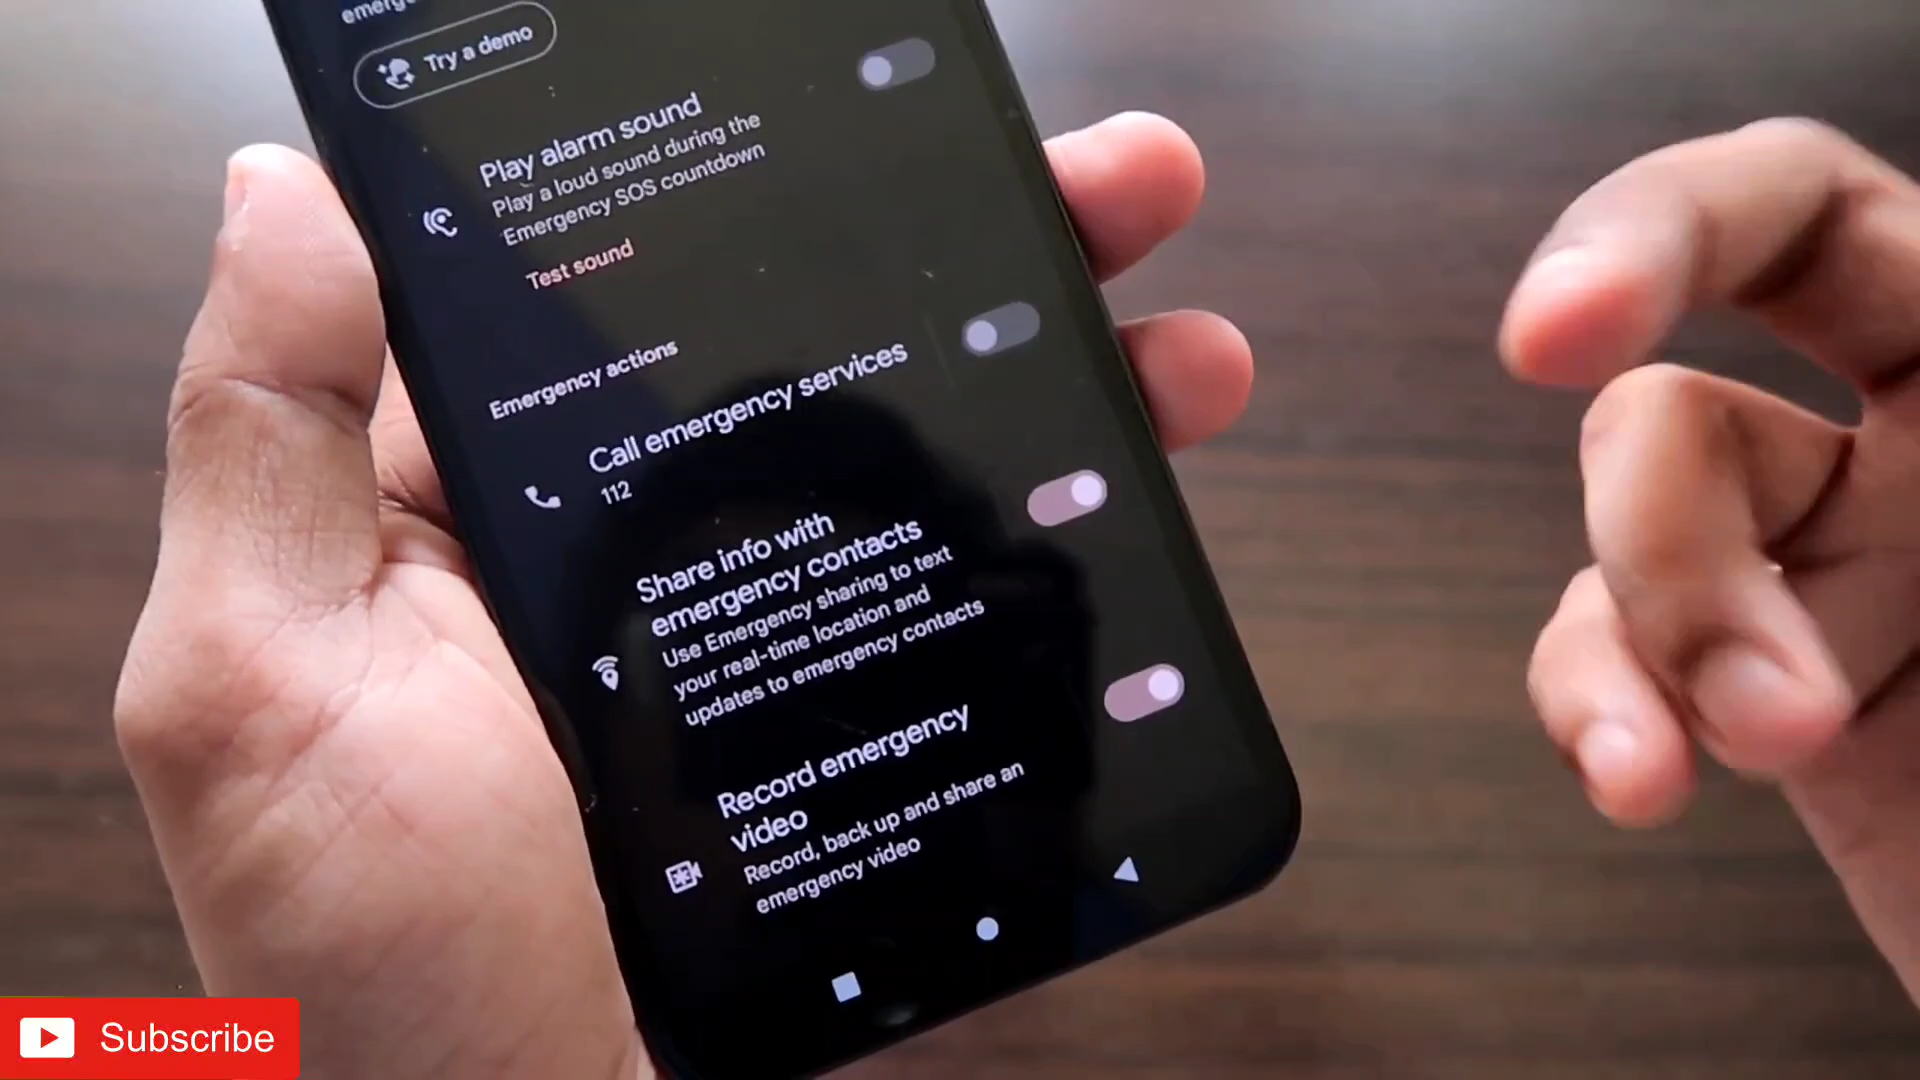 Try a demo
Play alarm sound
Play a loud sound during the
Emergency SOS countdown
Test sound
Emergency actions
Call emergency services
112
Share info with
emergency contacts
Use Emergency sharing to text
your real-time location and
updates to emergency contacts
Record emergency
video
Record, back up and share an
emergency video
Subscribe